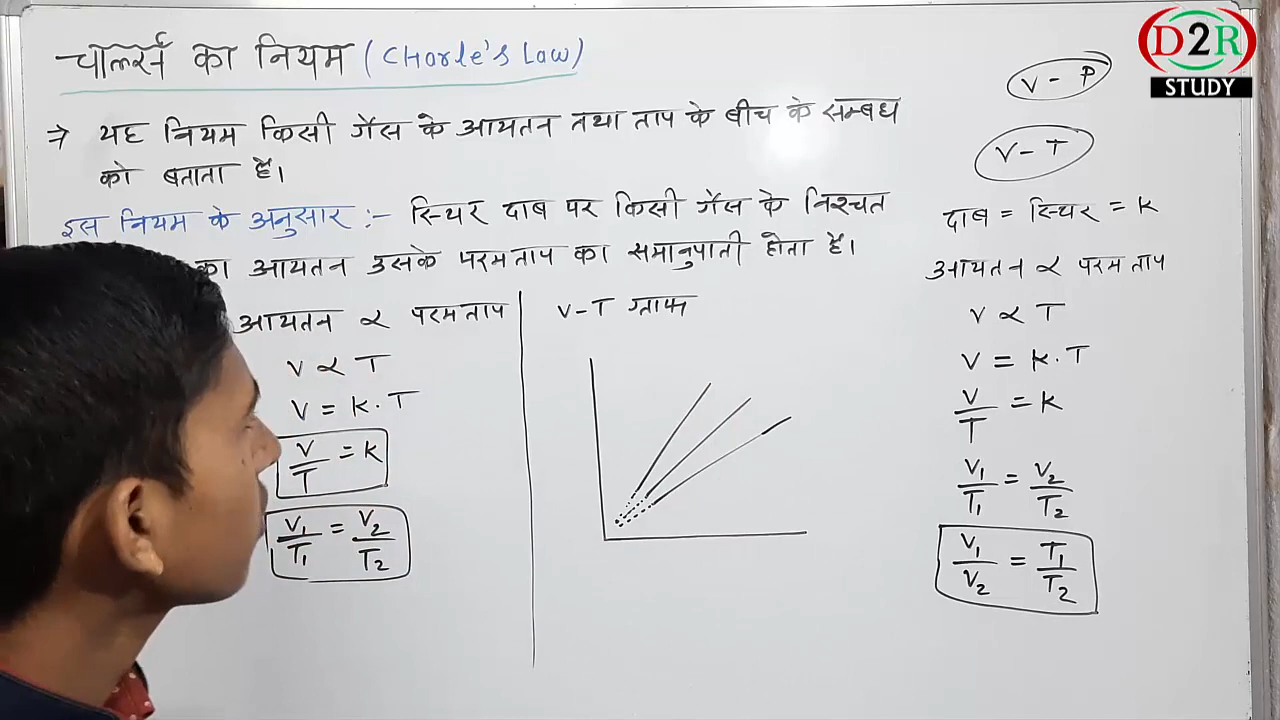 चार्ल्स का नियम (Charle's Law)
→ यह नियम किसी गैस के आयतन तथा ताप के बीच के सम्बंध
को बताता है।
इस नियम के अनुसार :- स्थिर दाब पर किसी गैस के निश्चत
का आयतन उसके परमताप का समानुपाती होता है।
आयतन ∝ परमताप
V ∝ T
V = K·T
V/T = K
V₁/T₁ = V₂/T₂
V-T ग्राफ
V-P
V-T
दाब = स्थिर = K
आयतन ∝ परमताप
V ∝ T
V = K·T
V/T = K
V₁/T₁ = V₂/T₂
V₁/V₂ = T₁/T₂
D2R
STUDY